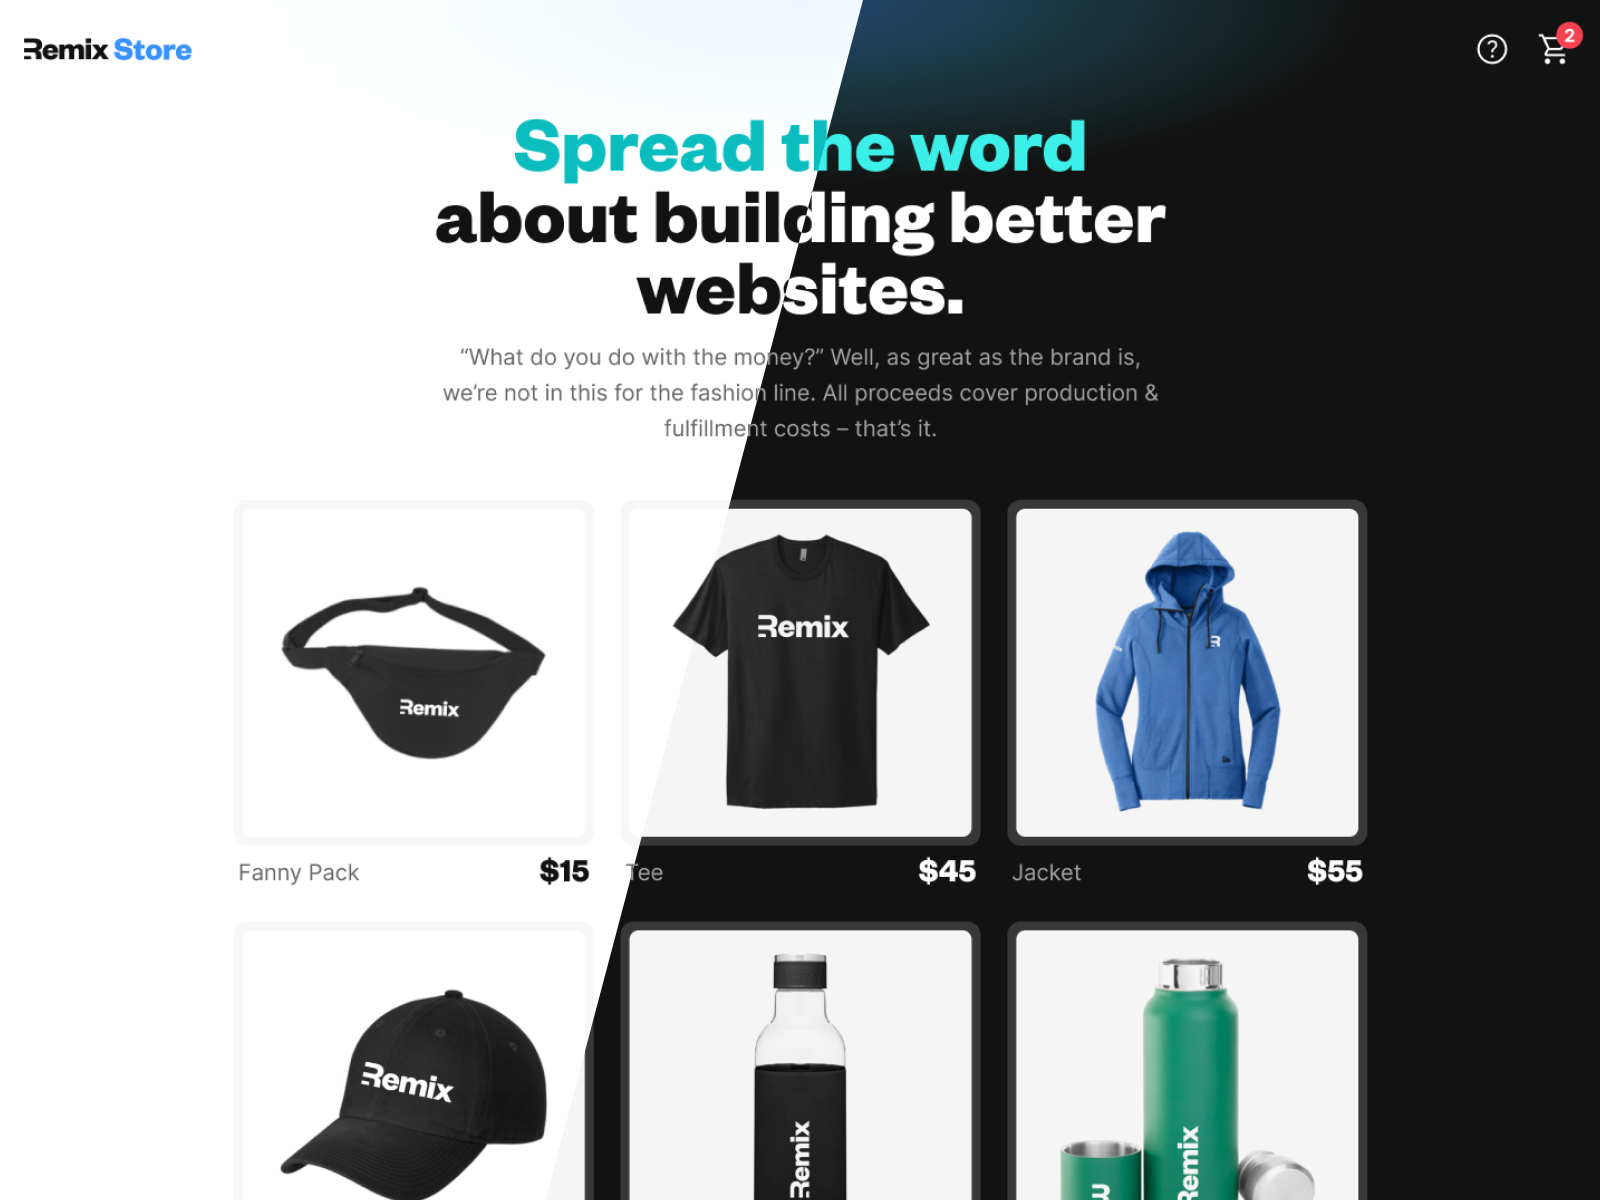 Remix Store
2
Spread the word
about building better
websites.
“What do you do with the money?” Well, as great as the brand is,
we’re not in this for the fashion line. All proceeds cover production &
fulfillment costs – that’s it.
Remix
Remix
R
Fanny Pack $15
Tee $45
Jacket $55
Remix
Remix
Remix